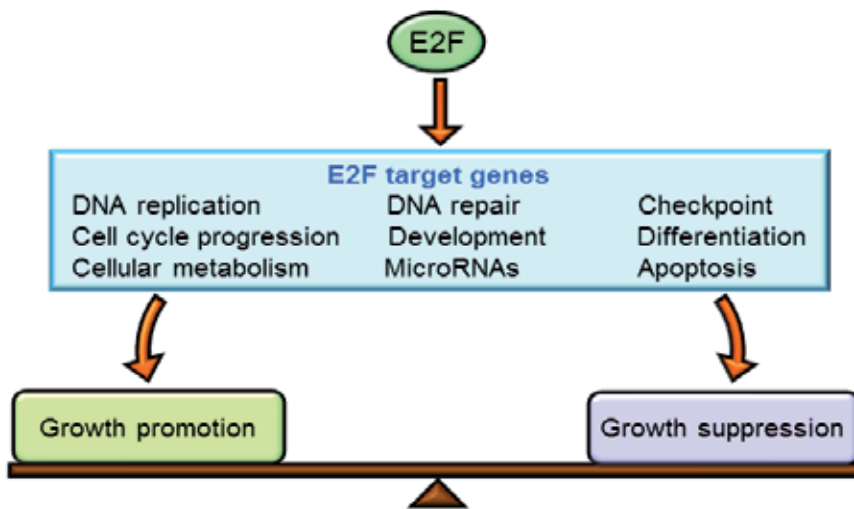 E2F
E2F target genes
DNA replication DNA repair Checkpoint
Cell cycle progression Development Differentiation
Cellular metabolism MicroRNAs Apoptosis
Growth promotion Growth suppression